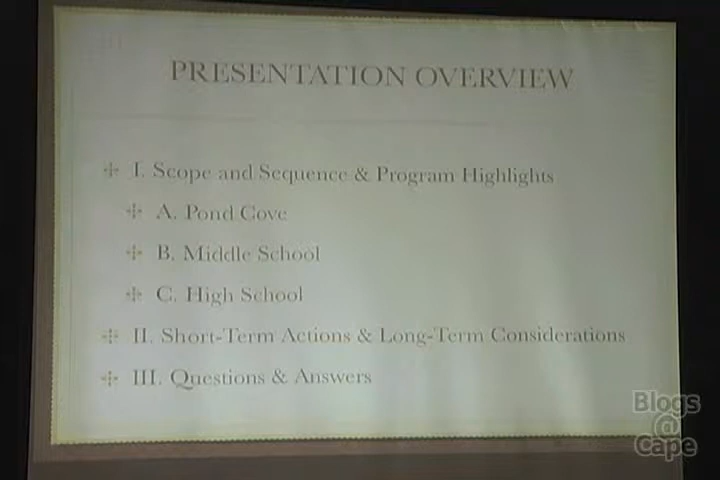 PRESENTATION OVERVIEW
I. Scope and Sequence & Program Highlights
A. Pond Cove
B. Middle School
C. High School
II. Short-Term Actions & Long-Term Considerations
III. Questions & Answers
Blogs
@
Cape